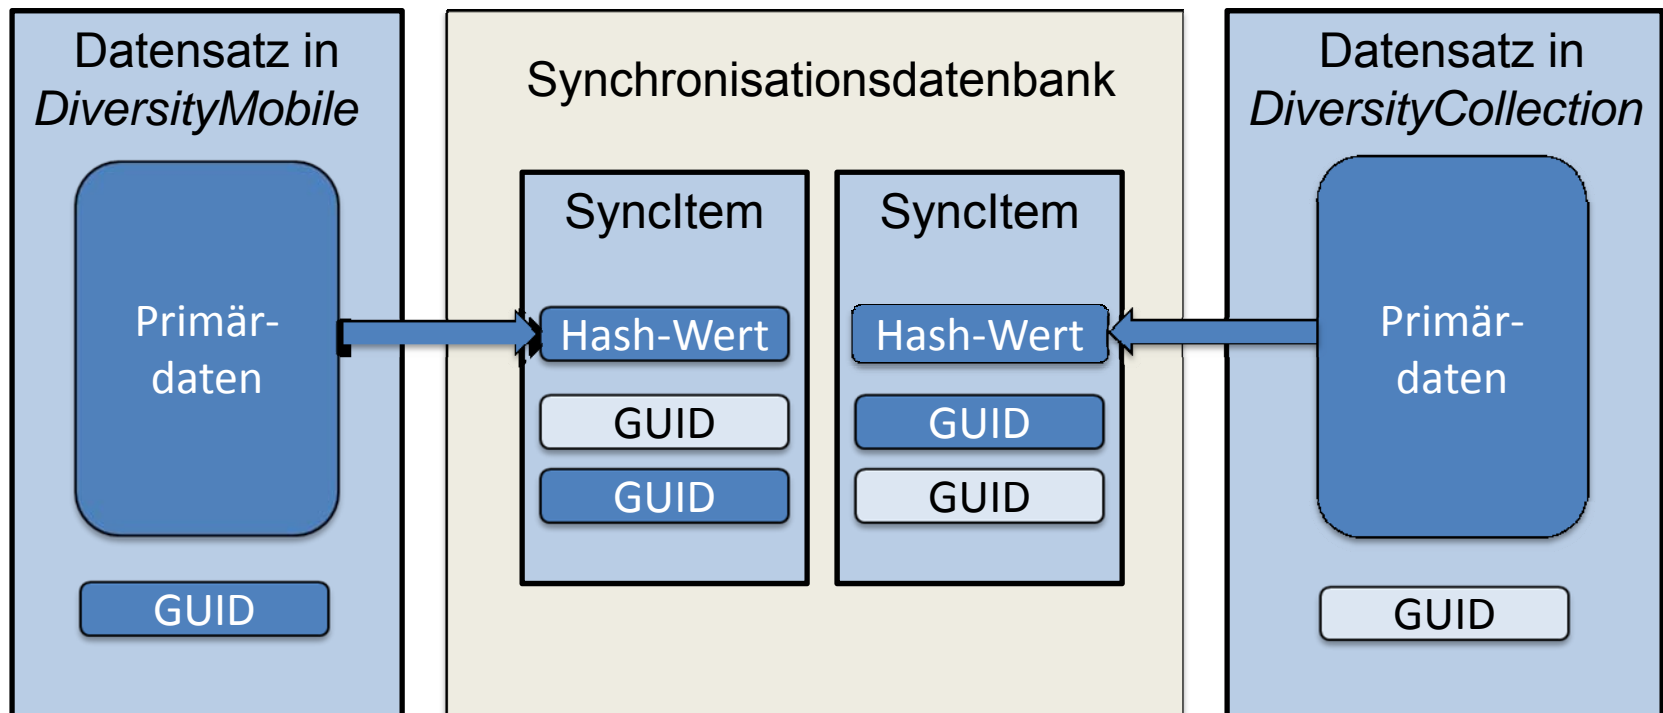 Datensatz in
DiversityMobile
Primär-
daten
GUID
Synchronisationsdatenbank
SyncItem
Hash-Wert
GUID
GUID
SyncItem
Hash-Wert
GUID
GUID
Datensatz in
DiversityCollection
Primär-
daten
GUID